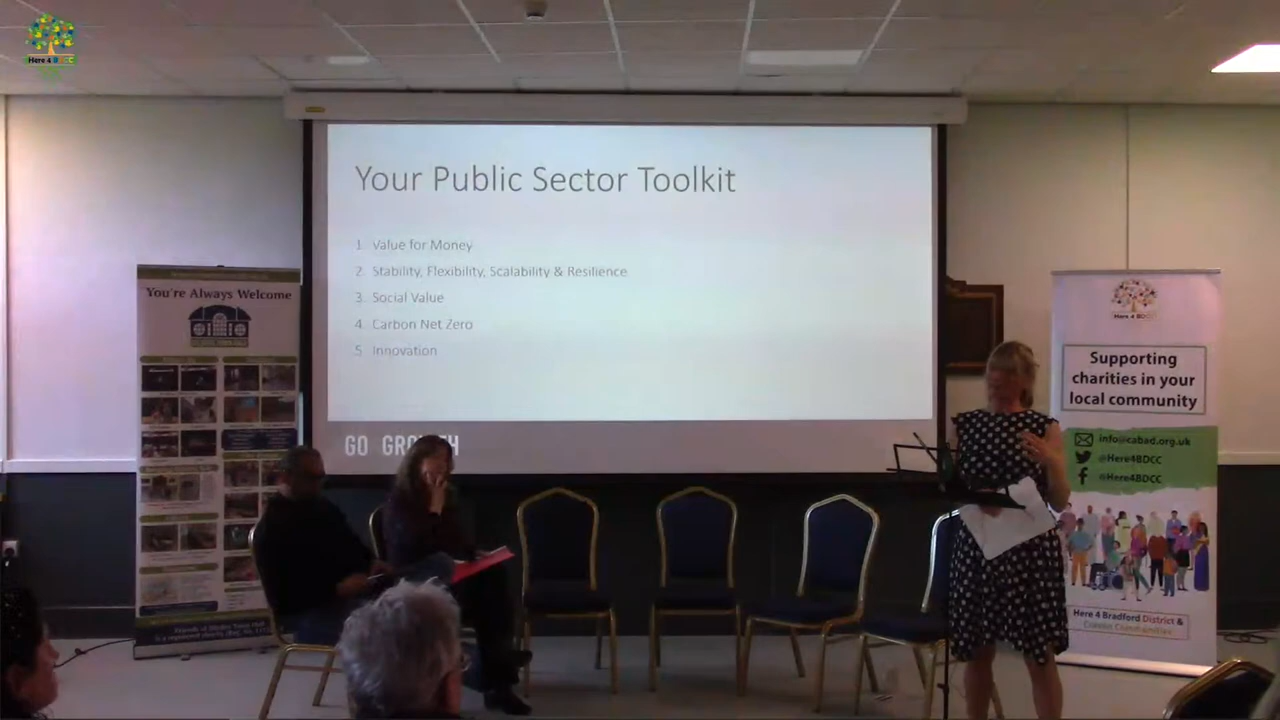 Here 4 BDCC
Your Public Sector Toolkit
1. Value for Money
2. Stability, Flexibility, Scalability & Resilience
3. Social Value
4. Carbon Net Zero
5. Innovation
GO
You're Always Welcome
Here 4 BDCC
Supporting
charities in your
local community
info@cabad.org.uk
@Here4BDCC
@Here4BDCC
Here 4 Bradford District &
Craven Communities